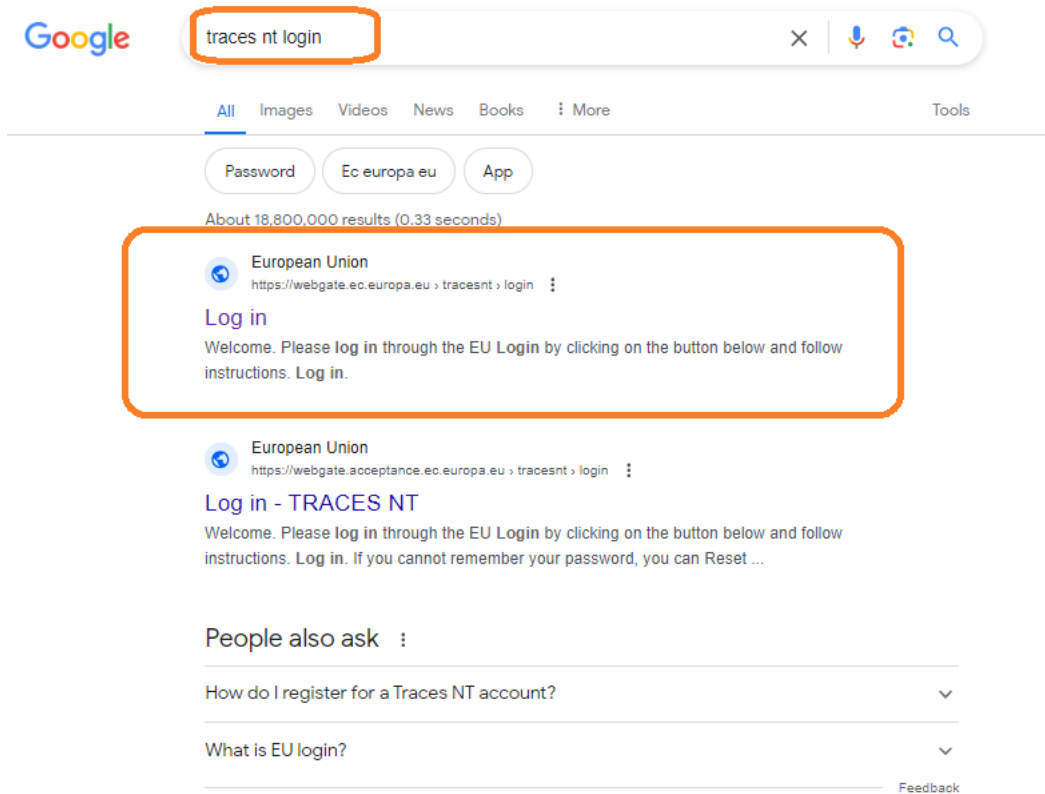 Google
traces nt login
All Images Videos News Books More Tools
Password Ec europa eu App
About 18,800,000 results (0.33 seconds)
European Union
https://webgate.ec.europa.eu › tracesnt › login
Log in
Welcome. Please log in through the EU Login by clicking on the button below and follow
instructions. Log in.
European Union
https://webgate.acceptance.ec.europa.eu › tracesnt › login
Log in - TRACES NT
Welcome. Please log in through the EU Login by clicking on the button below and follow
instructions. Log in. If you cannot remember your password, you can Reset ...
People also ask
How do I register for a Traces NT account?
What is EU login?
Feedback